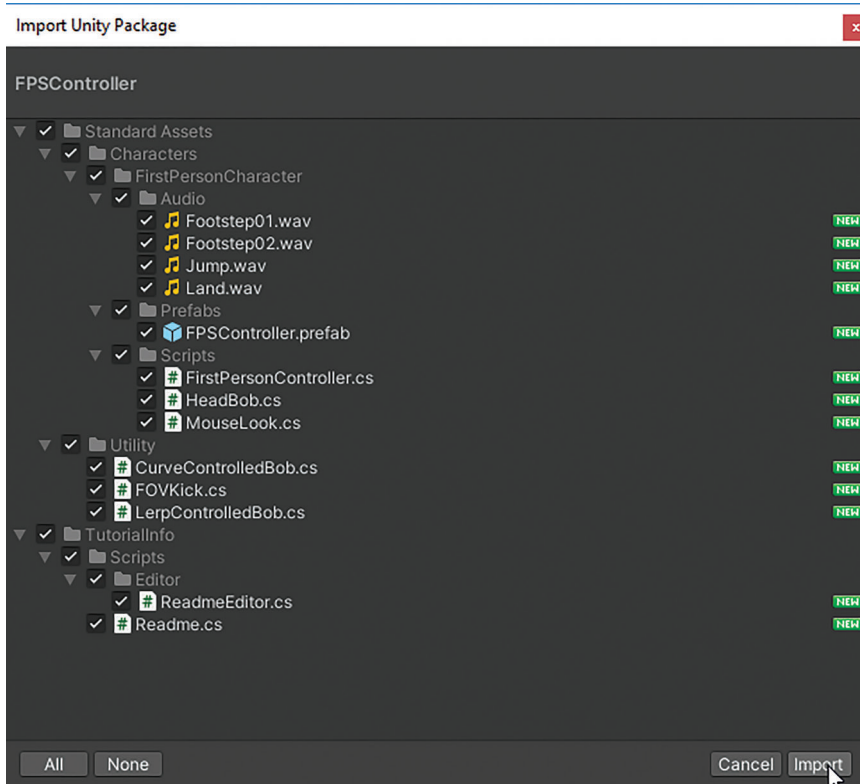 Import Unity Package
x
FPSController
Standard Assets
Characters
FirstPersonCharacter
Audio
Footstep01.wav NEW
Footstep02.wav NEW
Jump.wav NEW
Land.wav NEW
Prefabs
FPSController.prefab NEW
Scripts
# FirstPersonController.cs NEW
# HeadBob.cs NEW
# MouseLook.cs NEW
Utility
# CurveControlledBob.cs NEW
# FOVKick.cs NEW
# LerpControlledBob.cs NEW
TutorialInfo
Scripts
Editor
# ReadmeEditor.cs NEW
# Readme.cs NEW
All None Cancel Import